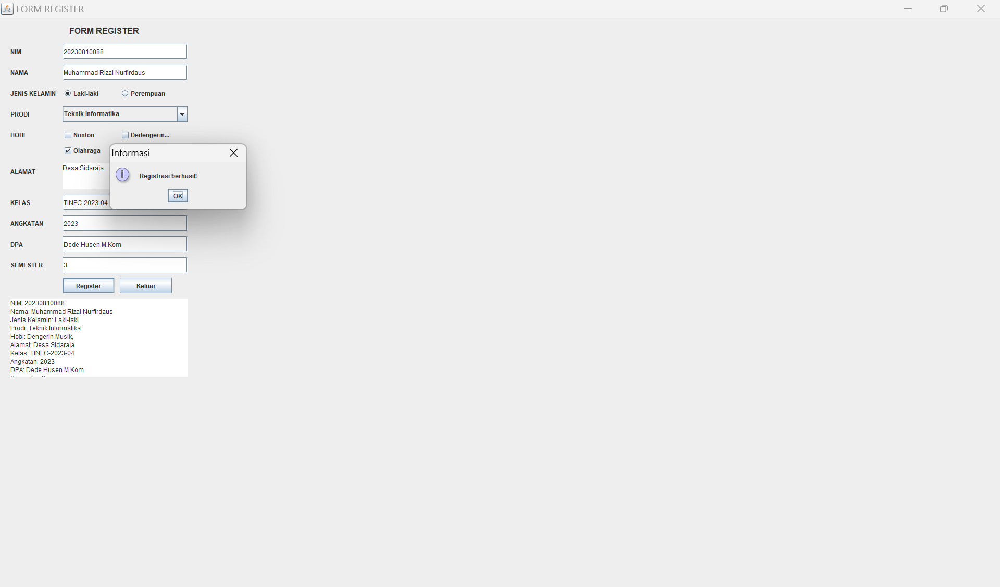 FORM REGISTER
FORM REGISTER
NIM 20230810088
NAMA Muhammad Rizal Nurfirdaus
JENIS KELAMIN Laki-laki Perempuan
PRODI Teknik Informatika
HOBI Nonton Dedengerin...
Olahraga
Informasi
ALAMAT Desa Sidaraja
Registrasi berhasil!
OK
KELAS TINFC-2023-04
ANGKATAN 2023
DPA Dede Husen M.Kom
SEMESTER 3
Register Keluar
NIM: 20230810088
Nama: Muhammad Rizal Nurfirdaus
Jenis Kelamin: Laki-laki
Prodi: Teknik Informatika
Hobi: Dengerin Musik,
Alamat: Desa Sidaraja
Kelas: TINFC-2023-04
Angkatan: 2023
DPA: Dede Husen M.Kom